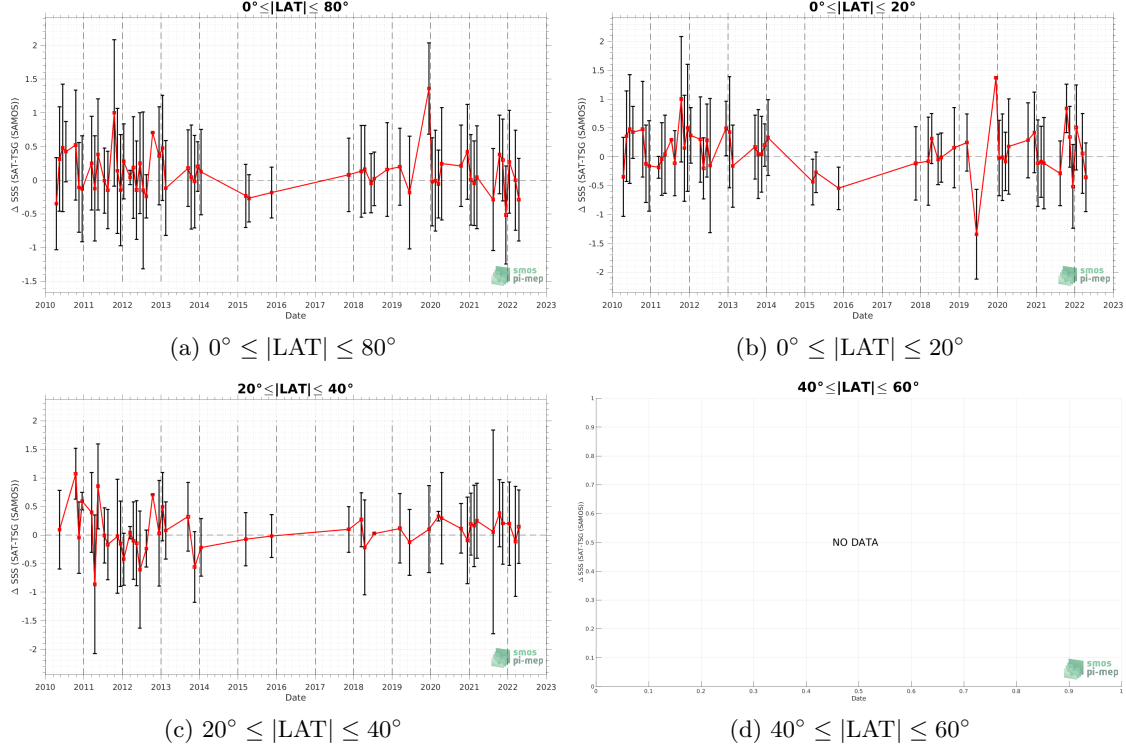 0°≤|LAT|≤ 80°
Δ SSS (SAT-TSG (SAMOS))
2
1.5
1
0.5
0
-0.5
-1
-1.5
2010 2011 2012 2013 2014 2015 2016 2017 2018 2019 2020 2021 2022 2023
Date
smos
pi-mep
(a) 0° ≤ |LAT| ≤ 80°
0°≤|LAT|≤ 20°
Δ SSS (SAT-TSG (SAMOS))
2
1.5
1
0.5
0
-0.5
-1
-1.5
-2
2010 2011 2012 2013 2014 2015 2016 2017 2018 2019 2020 2021 2022 2023
Date
smos
pi-mep
(b) 0° ≤ |LAT| ≤ 20°
20°≤|LAT|≤ 40°
Δ SSS (SAT-TSG (SAMOS))
2
1.5
1
0.5
0
-0.5
-1
-1.5
-2
2010 2011 2012 2013 2014 2015 2016 2017 2018 2019 2020 2021 2022 2023
Date
smos
pi-mep
(c) 20° ≤ |LAT| ≤ 40°
40°≤|LAT|≤ 60°
Δ SSS (SAT-TSG (SAMOS))
1
0.9
0.8
0.7
0.6
0.5
0.4
0.3
0.2
0.1
0
NO DATA
0 0.1 0.2 0.3 0.4 0.5 0.6 0.7 0.8 0.9 1
Date
smos
pi-mep
(d) 40° ≤ |LAT| ≤ 60°